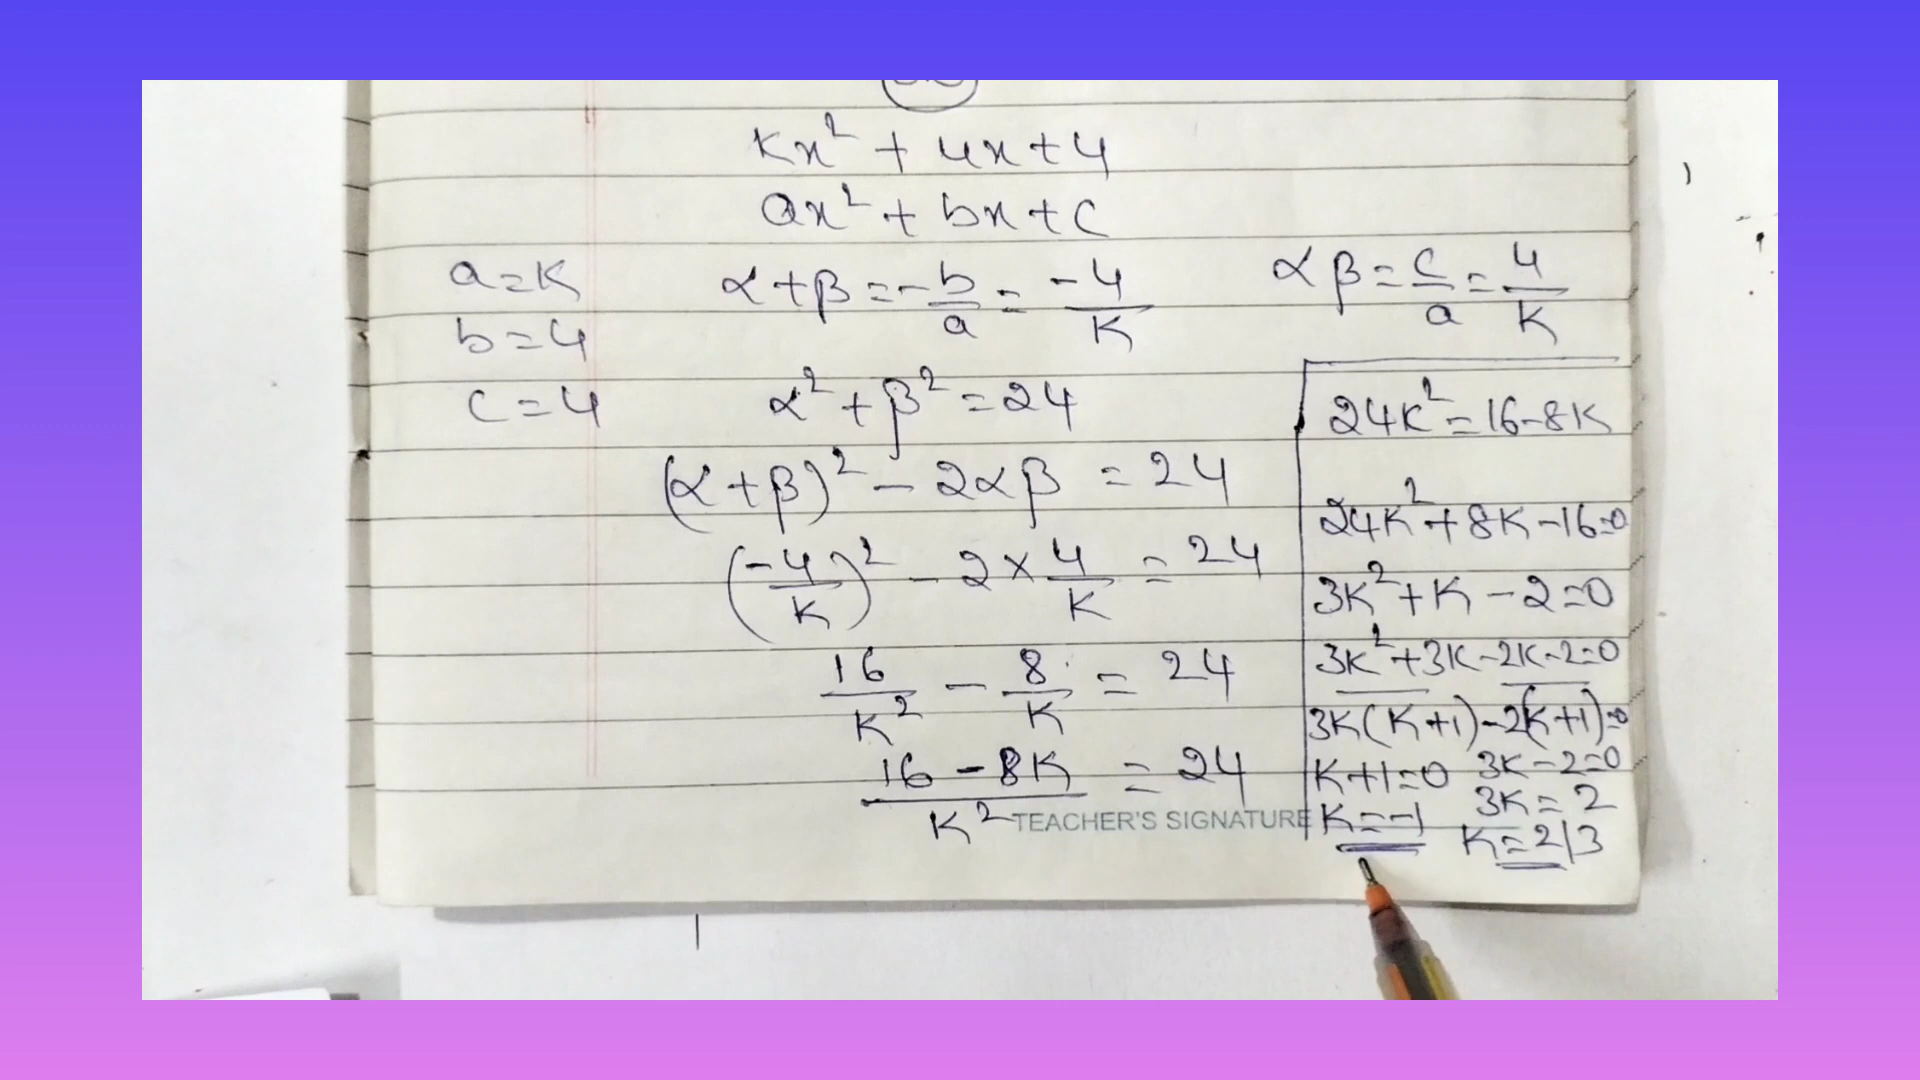 Kx² + 4x + 4
ax² + bx + c
a = K
b = 4
c = 4
α + β = -b/a = -4/K
αβ = c/a = 4/K
α² + β² = 24
(α + β)² - 2αβ = 24
(-4/K)² - 2 × 4/K = 24
16/K² - 8/K = 24
(16 - 8K)/K² = 24
24K² = 16 - 8K
24K² + 8K - 16 = 0
3K² + K - 2 = 0
3K² + 3K - 2K - 2 = 0
3K(K + 1) - 2(K + 1) = 0
K + 1 = 0 3K - 2 = 0
K = -1 3K = 2
K = 2/3
TEACHER'S SIGNATURE